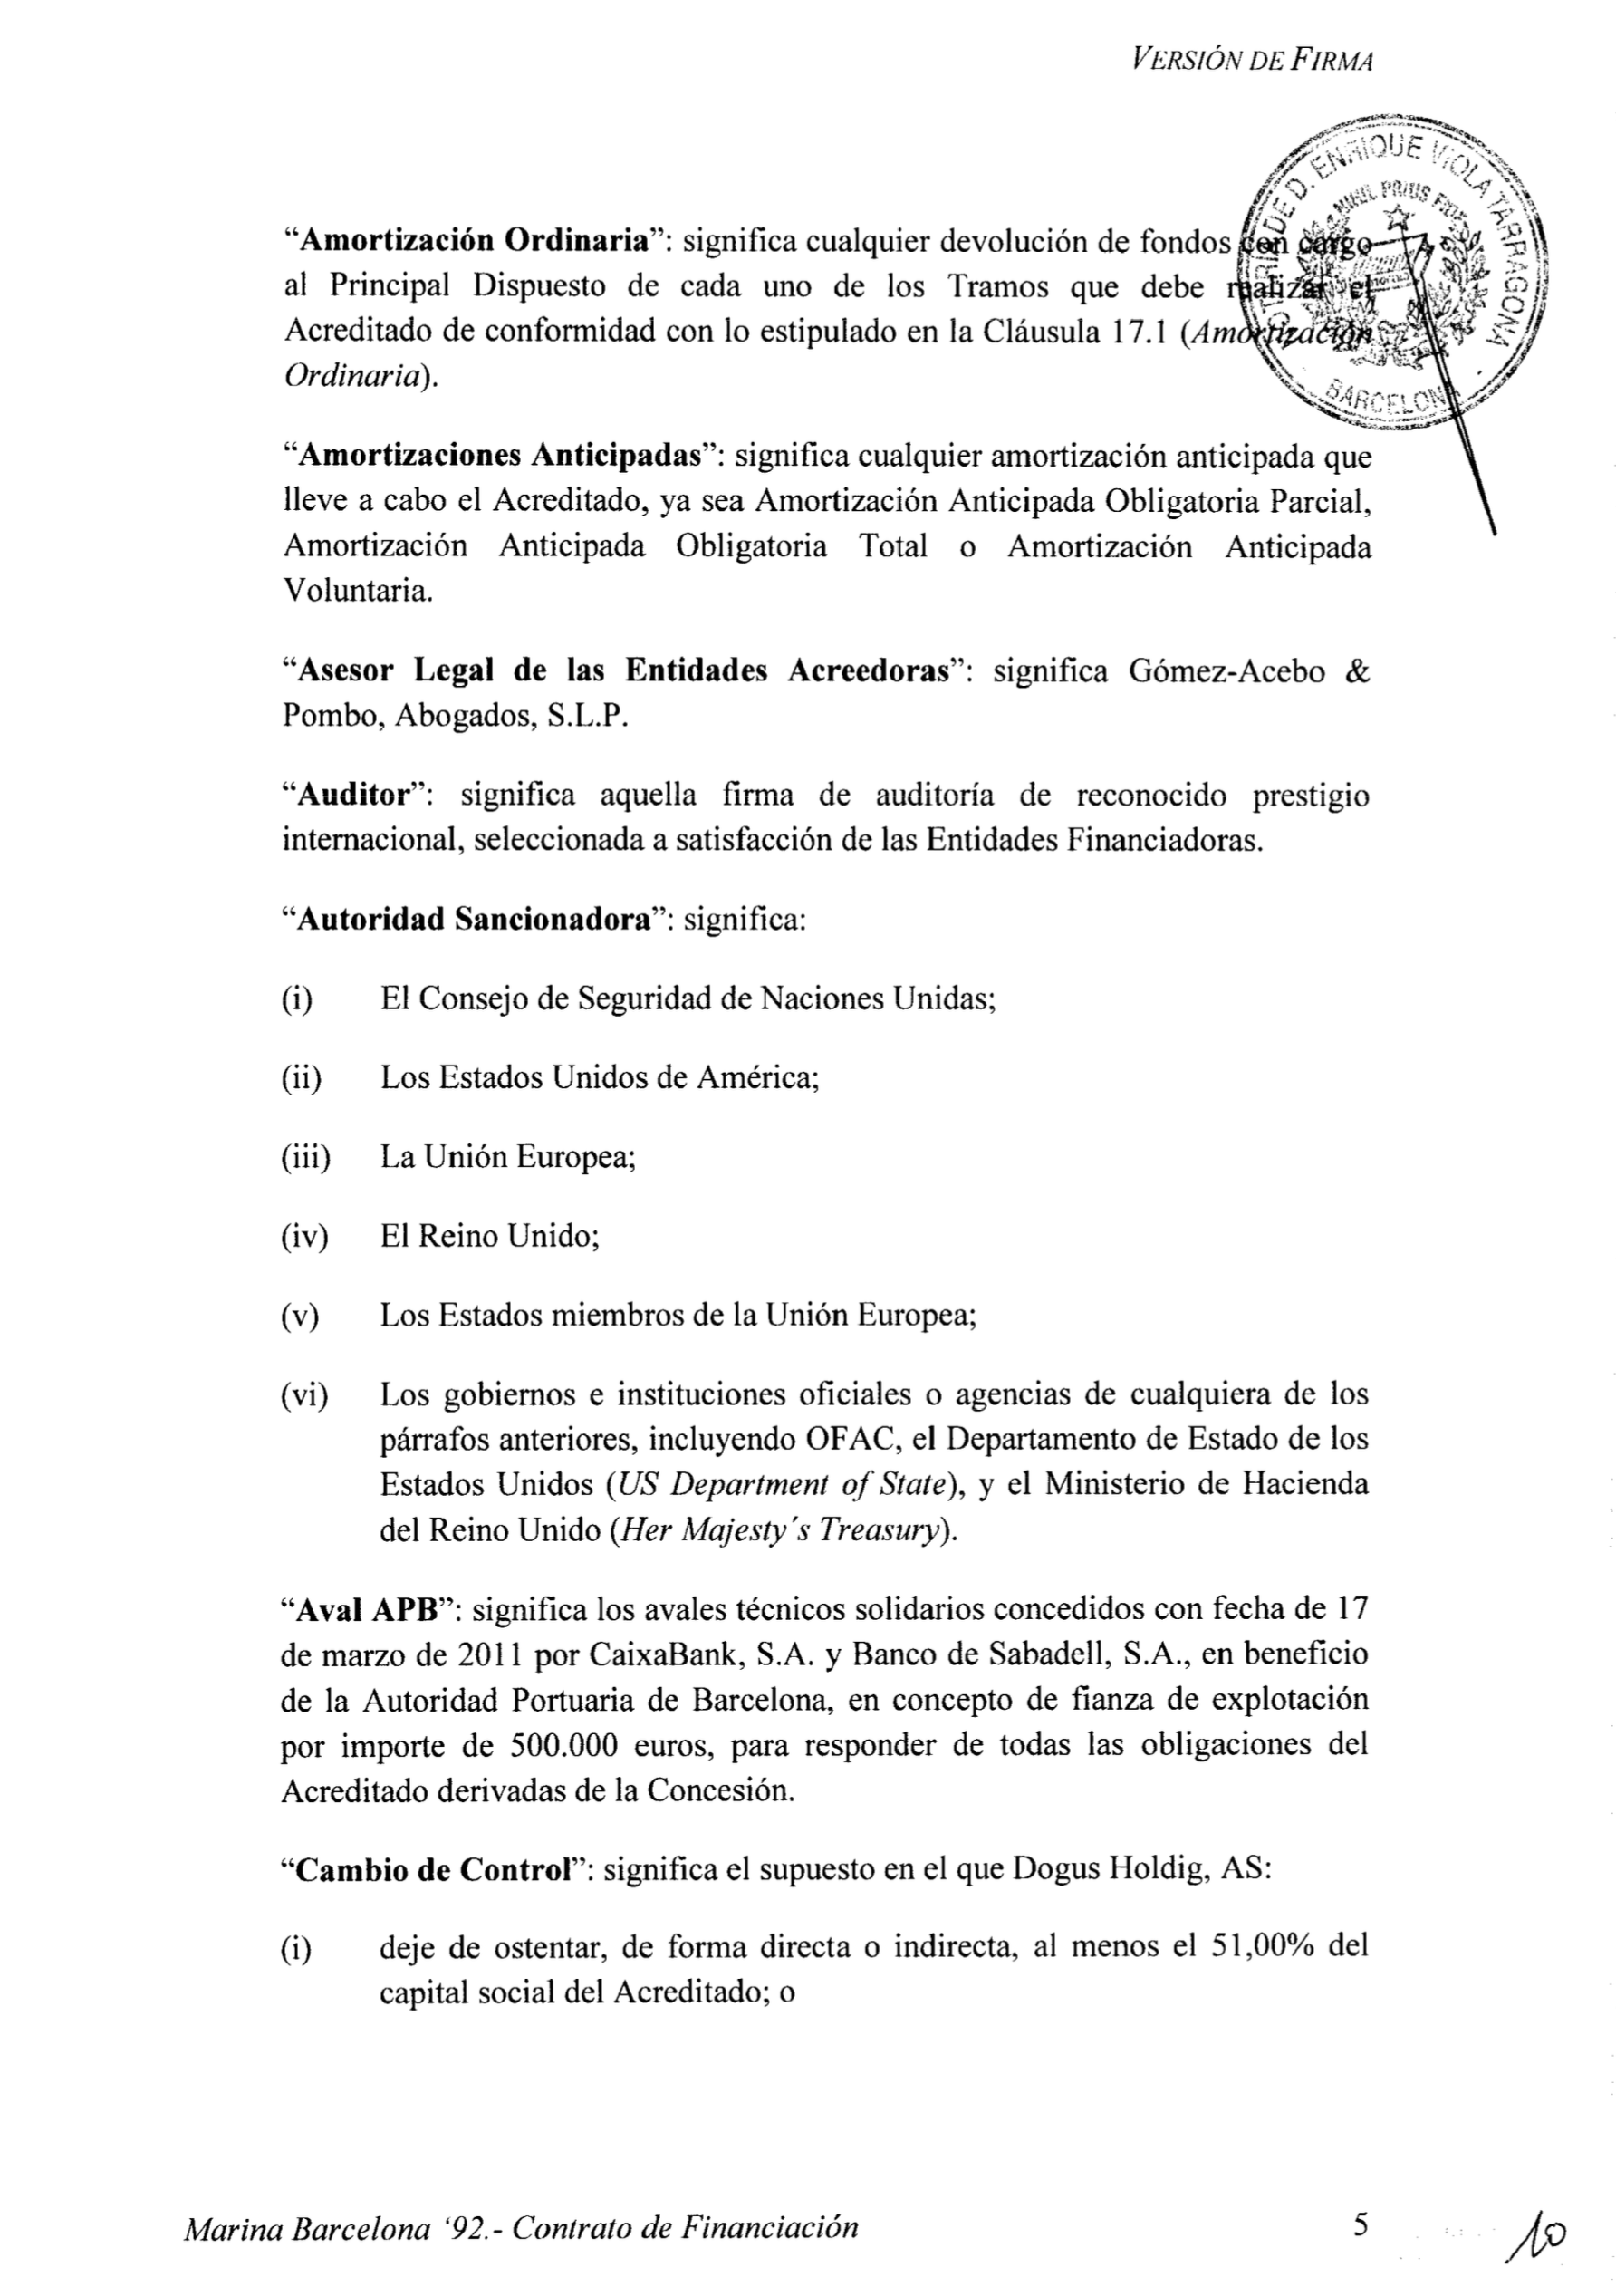 VERSIÓN DE FIRMA
NOTARIA DE D. ENRIQUE VIOLA TARRAGONA
NIHIL PRIUS FIDE
BARCELONA
“Amortización Ordinaria”: significa cualquier devolución de fondos con cargo
al Principal Dispuesto de cada uno de los Tramos que debe realizar el
Acreditado de conformidad con lo estipulado en la Cláusula 17.1 (Amortización
Ordinaria).
“Amortizaciones Anticipadas”: significa cualquier amortización anticipada que
lleve a cabo el Acreditado, ya sea Amortización Anticipada Obligatoria Parcial,
Amortización Anticipada Obligatoria Total o Amortización Anticipada
Voluntaria.
“Asesor Legal de las Entidades Acreedoras”: significa Gómez-Acebo &
Pombo, Abogados, S.L.P.
“Auditor”: significa aquella firma de auditoría de reconocido prestigio
internacional, seleccionada a satisfacción de las Entidades Financiadoras.
“Autoridad Sancionadora”: significa:
(i) El Consejo de Seguridad de Naciones Unidas;
(ii) Los Estados Unidos de América;
(iii) La Unión Europea;
(iv) El Reino Unido;
(v) Los Estados miembros de la Unión Europea;
(vi) Los gobiernos e instituciones oficiales o agencias de cualquiera de los
párrafos anteriores, incluyendo OFAC, el Departamento de Estado de los
Estados Unidos (US Department of State), y el Ministerio de Hacienda
del Reino Unido (Her Majesty´s Treasury).
“Aval APB”: significa los avales técnicos solidarios concedidos con fecha de 17
de marzo de 2011 por CaixaBank, S.A. y Banco de Sabadell, S.A., en beneficio
de la Autoridad Portuaria de Barcelona, en concepto de fianza de explotación
por importe de 500.000 euros, para responder de todas las obligaciones del
Acreditado derivadas de la Concesión.
“Cambio de Control”: significa el supuesto en el que Dogus Holdig, AS:
(i) deje de ostentar, de forma directa o indirecta, al menos el 51,00% del
capital social del Acreditado; o
Marina Barcelona ‘92.- Contrato de Financiación 5
10